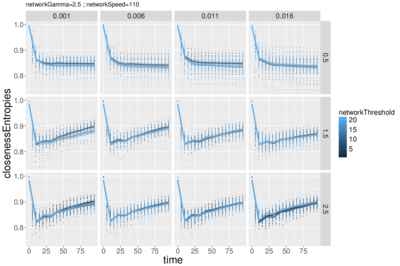 networkGamma=2.5 ; networkSpeed=110
0.001 0.006 0.011 0.016
closenessEntropies
1.0
0.9
0.8
0.5
1.0
0.9
0.8
1.5
1.0
0.9
0.8
2.5
0 25 50 75 0 25 50 75 0 25 50 75 0 25 50 75
time
networkThreshold
20
15
10
5